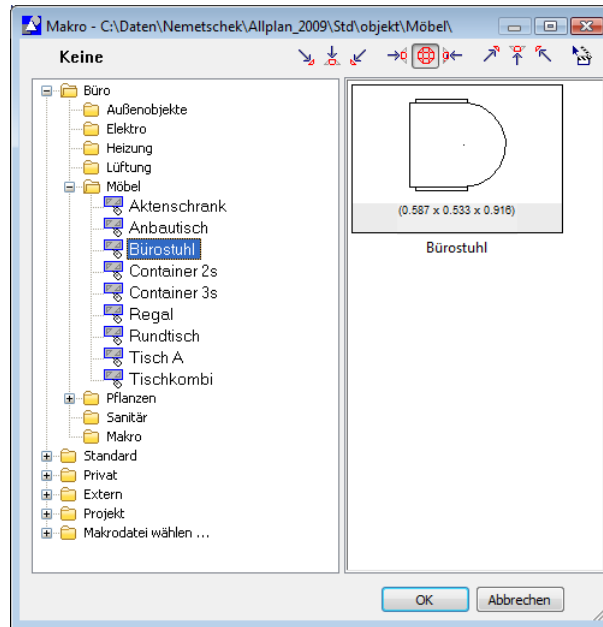 Makro - C:\Daten\Nemetschek\Allplan_2009\Std\objekt\Möbel\
Keine
Büro
Außenobjekte
Elektro
Heizung
Lüftung
Möbel
Aktenschrank
Anbautisch
Bürostuhl
Container 2s
Container 3s
Regal
Rundtisch
Tisch A
Tischkombi
Pflanzen
Sanitär
Makro
Standard
Privat
Extern
Projekt
Makrodatei wählen ...
(0.587 x 0.533 x 0.916)
Bürostuhl
OK
Abbrechen